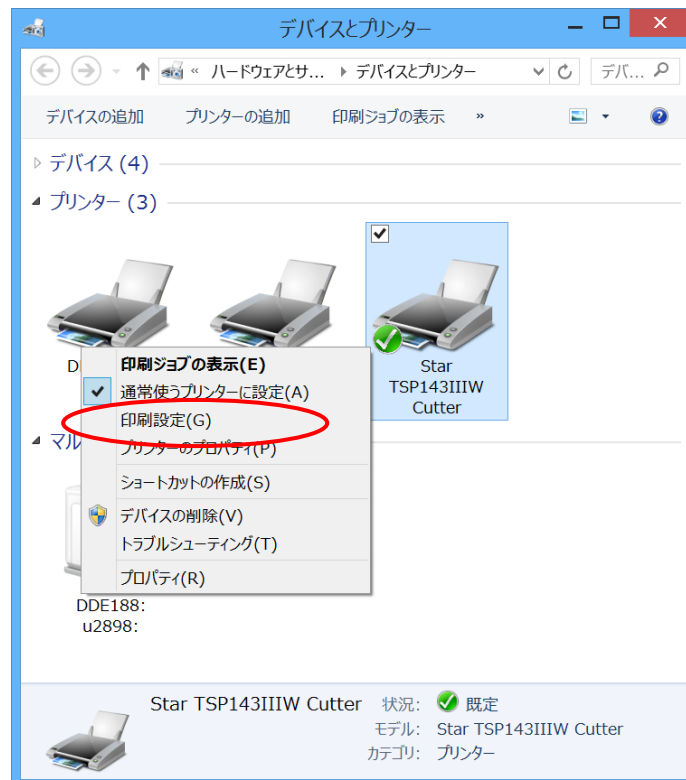 デバイスとプリンター
« ハードウェアとサ... デバイスとプリンター デバ...
デバイスの追加 プリンターの追加 印刷ジョブの表示 »
デバイス (4)
プリンター (3)
Star
TSP143IIIW
Cutter
印刷ジョブの表示(E)
通常使うプリンターに設定(A)
印刷設定(G)
プリンターのプロパティ(P)
ショートカットの作成(S)
デバイスの削除(V)
トラブルシューティング(T)
プロパティ(R)
マル
DDE188:
u2898:
Star TSP143IIIW Cutter 状況: 既定
モデル: Star TSP143IIIW Cutter
カテゴリ: プリンター